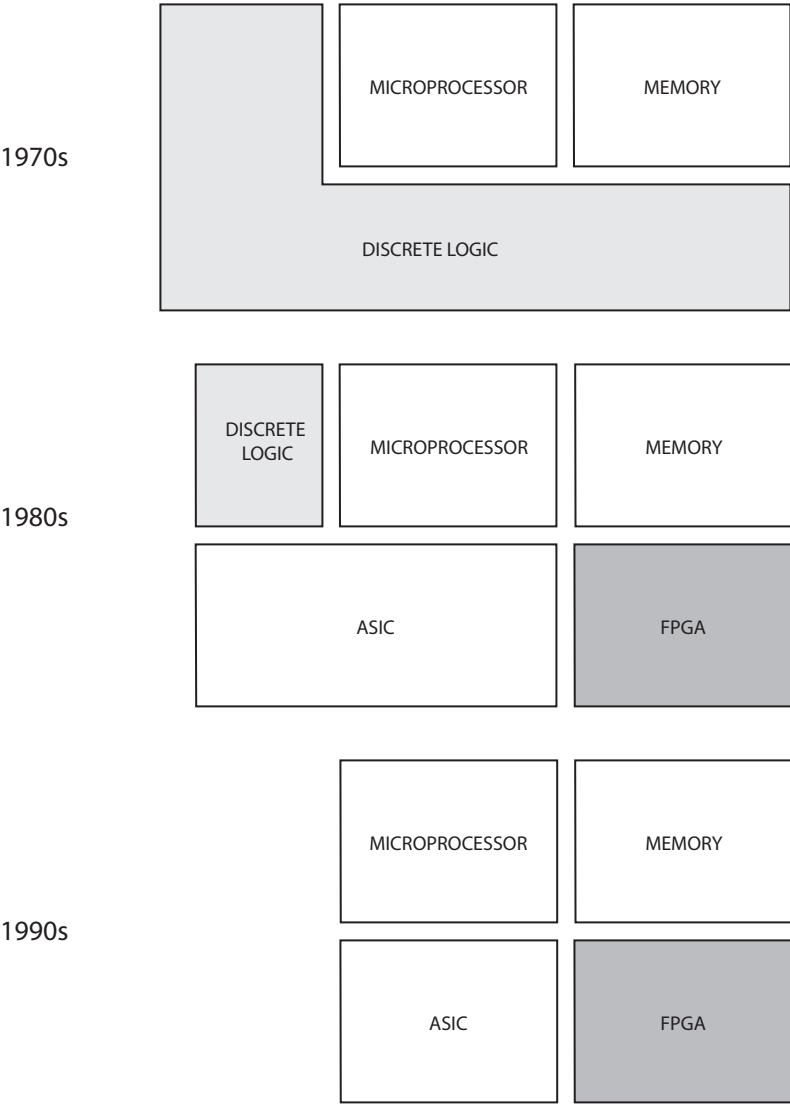 MICROPROCESSOR
MEMORY
1970s
DISCRETE LOGIC
DISCRETE
LOGIC
MICROPROCESSOR
MEMORY
1980s
ASIC
FPGA
MICROPROCESSOR
MEMORY
1990s
ASIC
FPGA